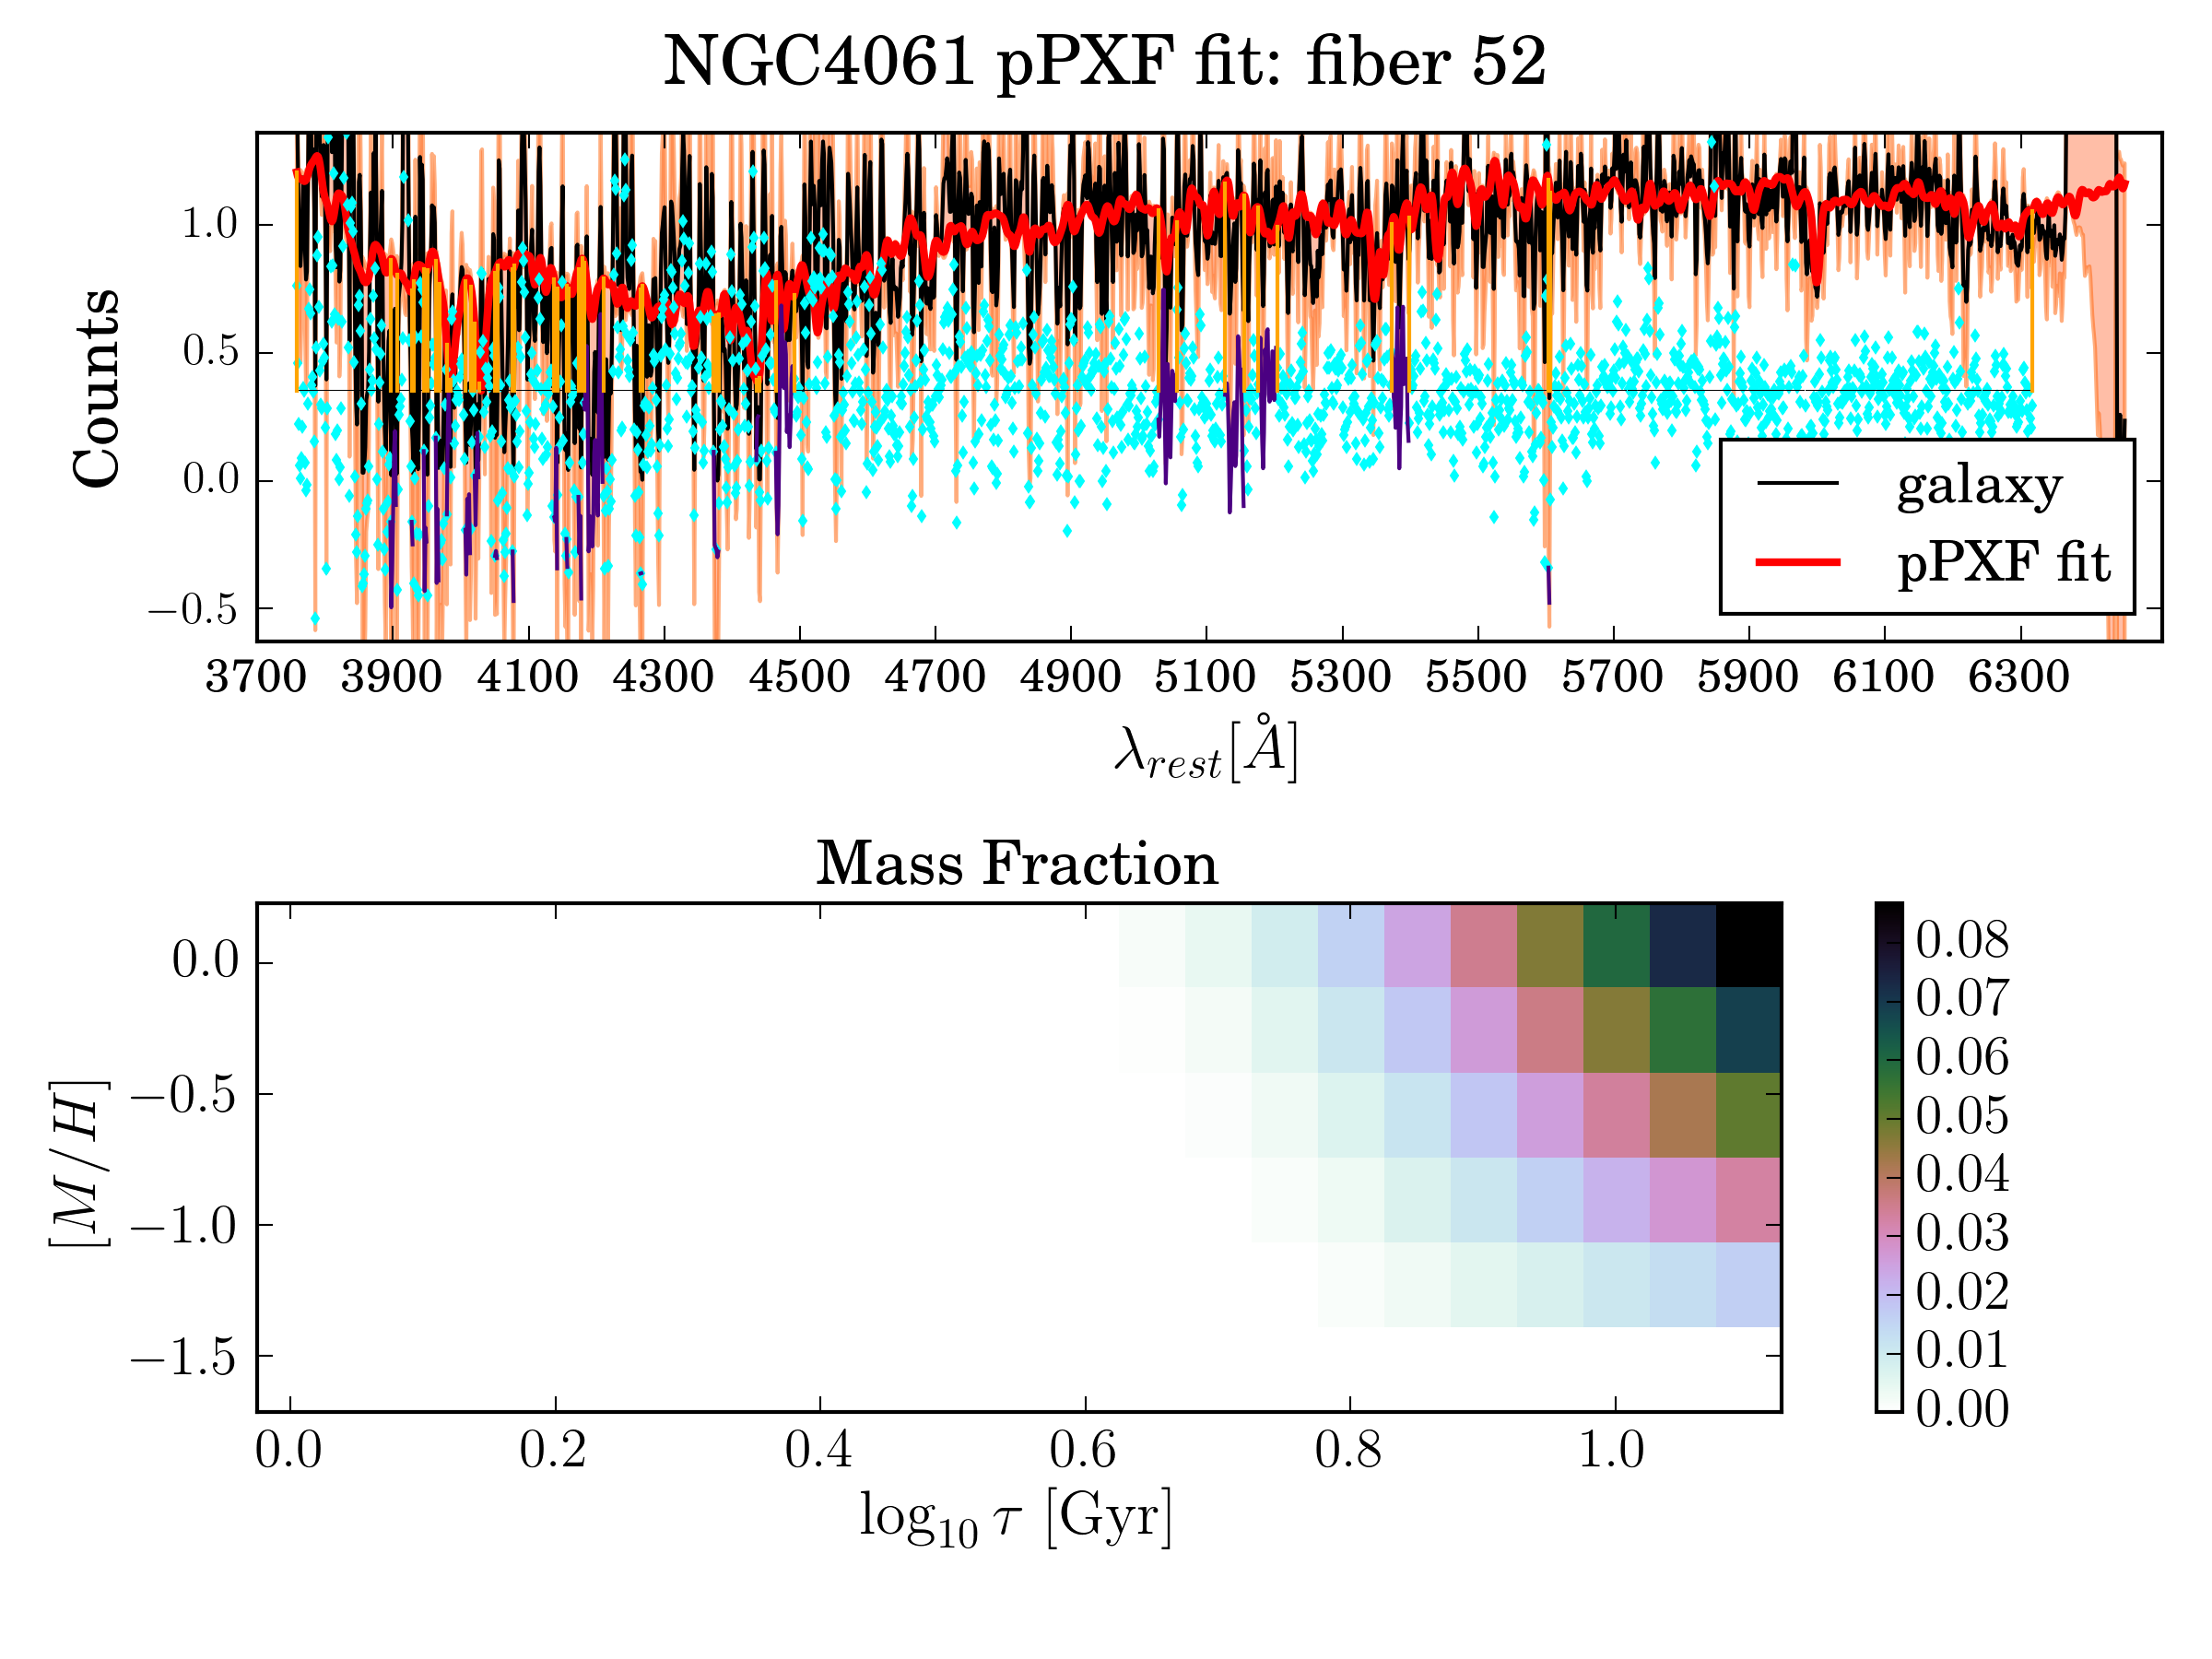 NGC4061 pPXF fit: fiber 52
Counts
1.0
0.5
0.0
−0.5
galaxy
pPXF fit
3700 3900 4100 4300 4500 4700 4900 5100 5300 5500 5700 5900 6100 6300
λrest[Å]
Mass Fraction
[M/H]
0.0
−0.5
−1.0
−1.5
0.0 0.2 0.4 0.6 0.8 1.0
log10 τ [Gyr]
0.08
0.07
0.06
0.05
0.04
0.03
0.02
0.01
0.00